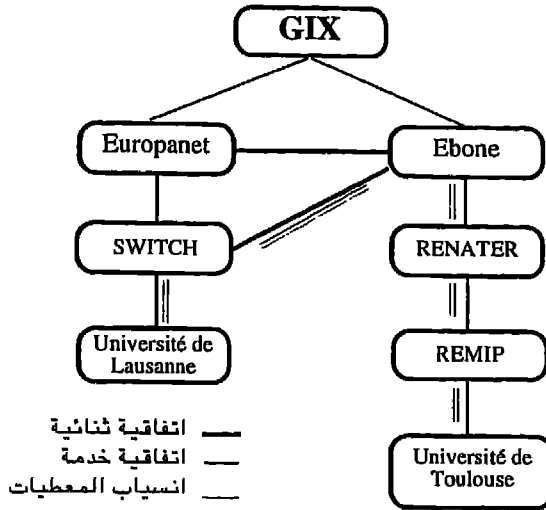 GIX
Europanet
Ebone
SWITCH
RENATER
Université de
Lausanne
REMIP
Université de
Toulouse
اتفاقية ثنائية
اتفاقية خدمة
انسياب المعطيات